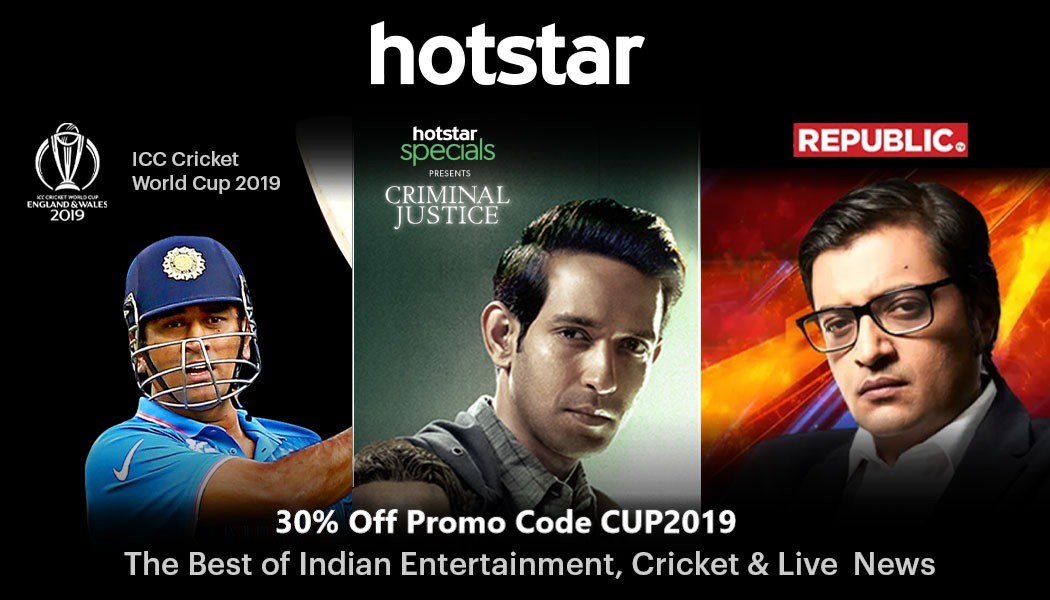 hotstar
ICC CRICKET WORLD CUP
ENGLAND & WALES
2019
ICC Cricket
World Cup 2019
hotstar
specials
PRESENTS
CRIMINAL
JUSTICE
REPUBLIC.TV
30% Off Promo Code CUP2019
The Best of Indian Entertainment, Cricket & Live News